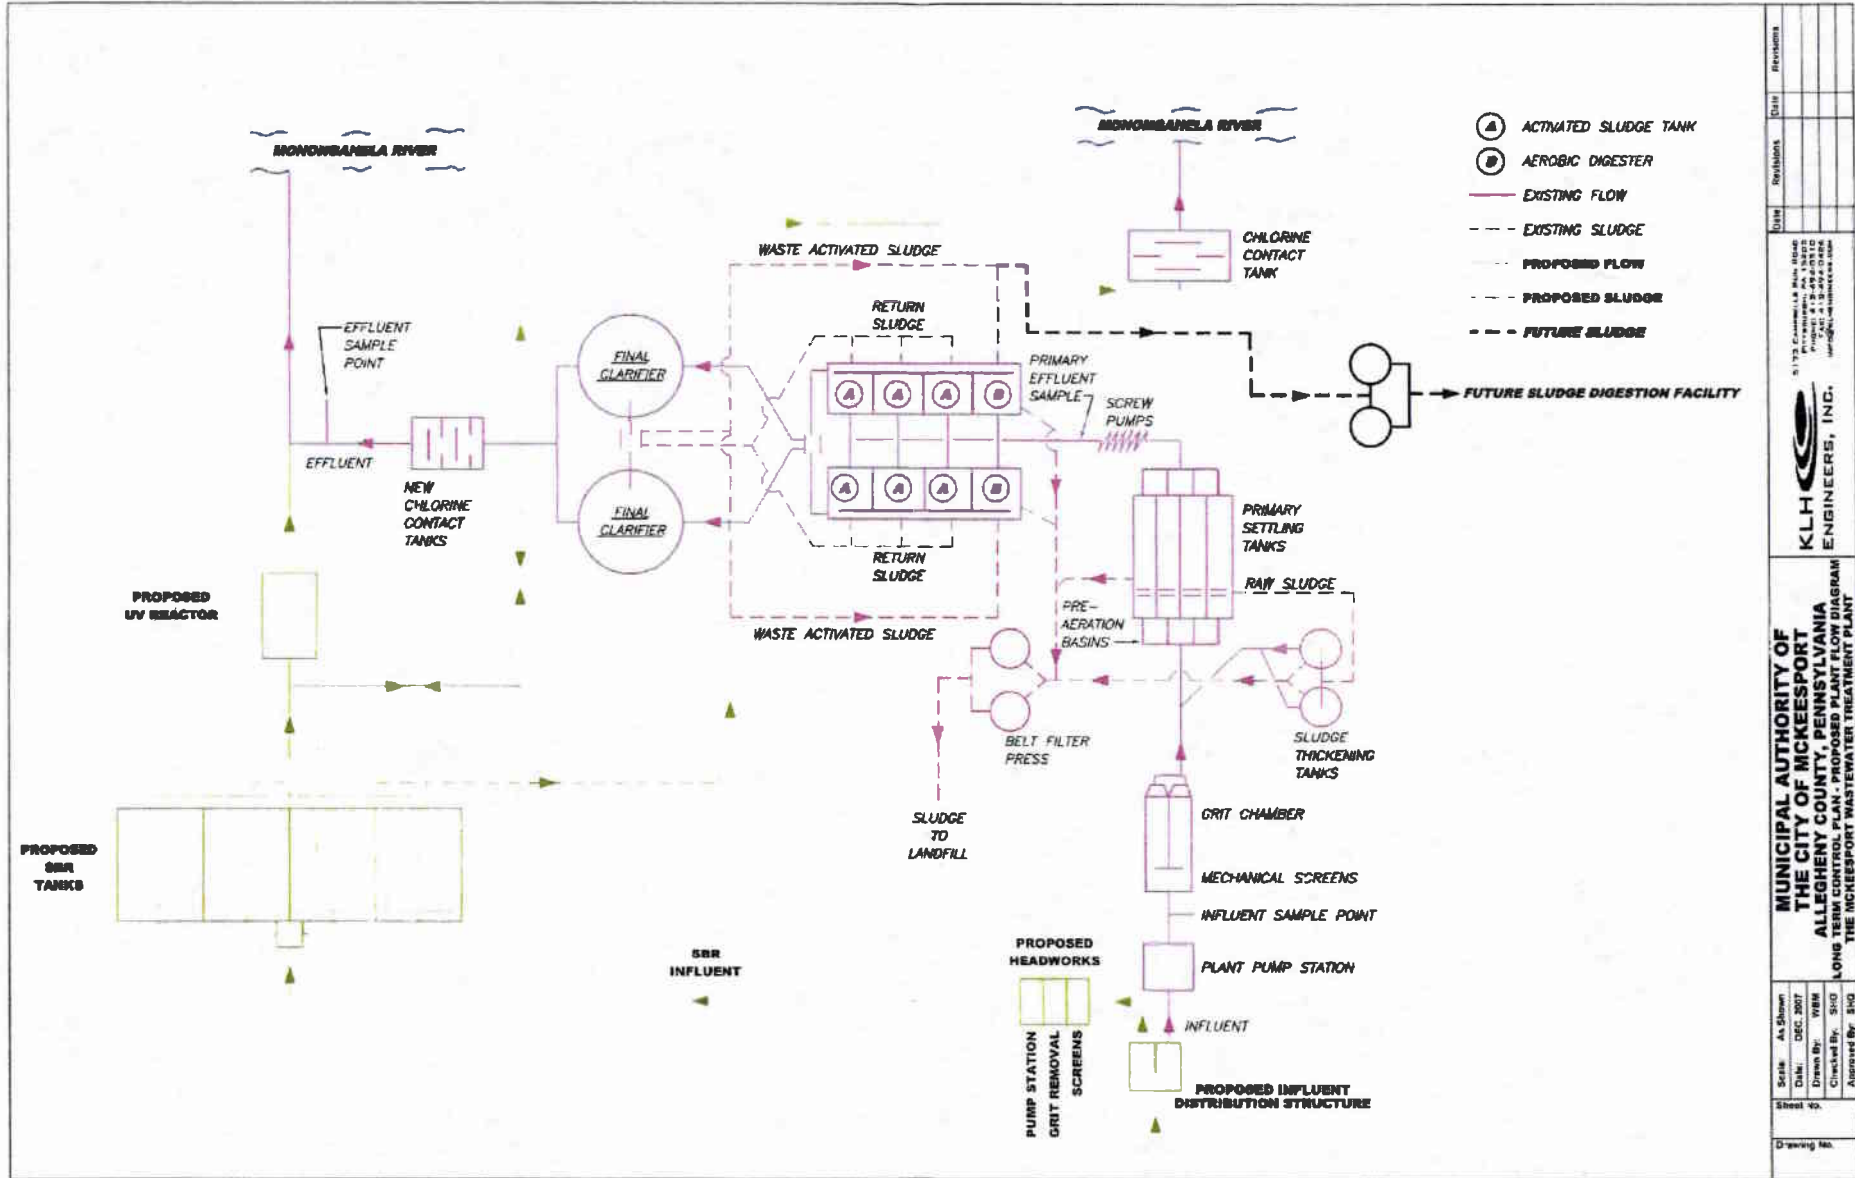 MONONGAHELA RIVER
MONONGAHELA RIVER
A ACTIVATED SLUDGE TANK
B AEROBIC DIGESTER
EXISTING FLOW
EXISTING SLUDGE
PROPOSED FLOW
PROPOSED SLUDGE
FUTURE SLUDGE
WASTE ACTIVATED SLUDGE
CHLORINE
CONTACT
TANK
RETURN
SLUDGE
EFFLUENT
SAMPLE
POINT
FINAL
CLARIFIER
PRIMARY
EFFLUENT
SAMPLE
SCREW
PUMPS
A A A B
FUTURE SLUDGE DIGESTION FACILITY
EFFLUENT
NEW
CHLORINE
CONTACT
TANKS
FINAL
CLARIFIER
A A A B
RETURN
SLUDGE
PRIMARY
SETTLING
TANKS
RAW SLUDGE
PRE-
AERATION
BASINS
WASTE ACTIVATED SLUDGE
PROPOSED
UV REACTOR
BELT FILTER
PRESS
SLUDGE
THICKENING
TANKS
SLUDGE
TO
LANDFILL
GRIT CHAMBER
MECHANICAL SCREENS
INFLUENT SAMPLE POINT
PLANT PUMP STATION
INFLUENT
PROPOSED
SBR
TANKS
SBR
INFLUENT
PROPOSED
HEADWORKS
PUMP STATION
GRIT REMOVAL
SCREENS
PROPOSED INFLUENT
DISTRIBUTION STRUCTURE
Date Revisions Date Revisions
KLH
ENGINEERS, INC.
MUNICIPAL AUTHORITY OF
THE CITY OF MCKEESPORT
ALLEGHENY COUNTY, PENNSYLVANIA
LONG TERM CONTROL PLAN - PROPOSED PLANT FLOW DIAGRAM
THE MCKEESPORT WASTEWATER TREATMENT PLANT
Scale: As Shown
Date: DEC. 2007
Drawn By: WBM
Checked By: SHG
Approved By: SHG
Sheet No.
Drawing No.